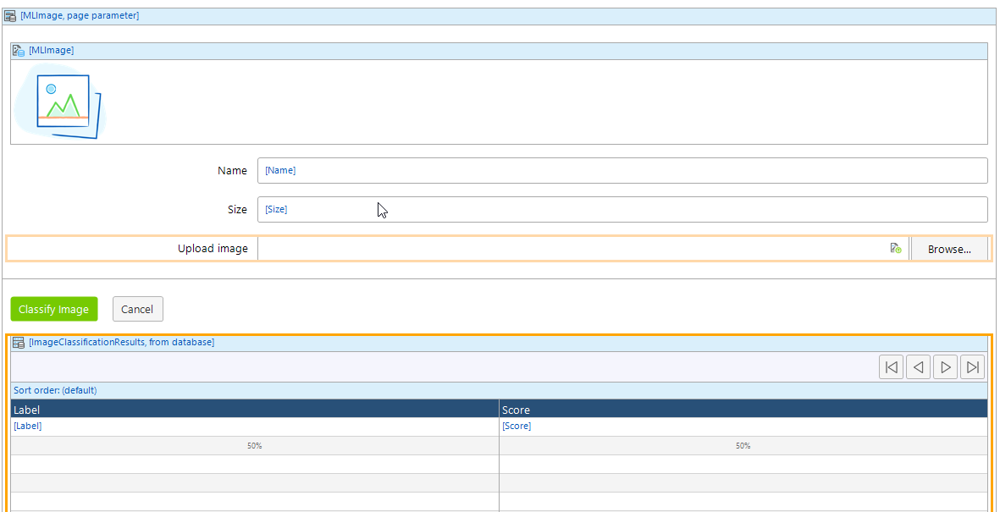 [MLImage, page parameter]
[MLImage]
Name [Name]
Size [Size]
Upload image Browse...
Classify Image Cancel
[ImageClassificationResults, from database]
Sort order: (default)
Label Score
[Label] [Score]
50% 50%